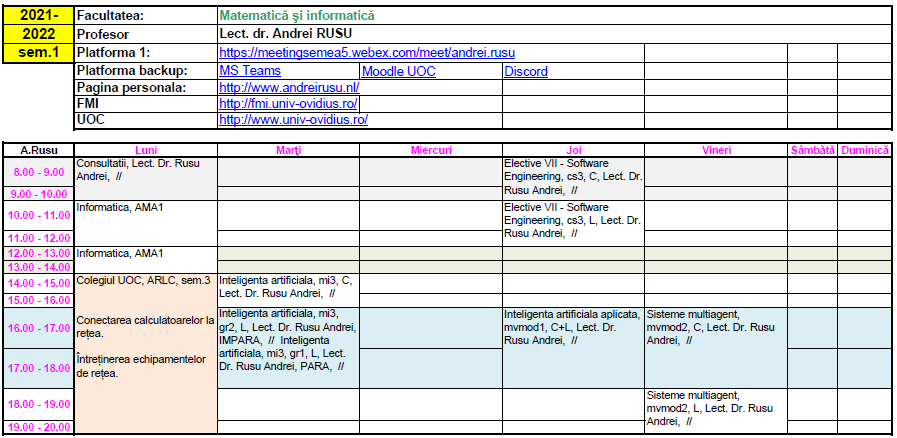 2021-
2022
sem.1
Facultatea:
Matematică şi informatică
Profesor
Lect. dr. Andrei RUSU
Platforma 1:
https://meetingsemea5.webex.com/meet/andrei.rusu
Platforma backup:
MS Teams
Moodle UOC
Discord
Pagina personala:
http://www.andreirusu.nl/
FMI
http://fmi.univ-ovidius.ro/
UOC
http://www.univ-ovidius.ro/
A.Rusu
Luni
Marţi
Miercuri
Joi
Vineri
Sâmbătă
Duminică
8.00 - 9.00
Consultatii, Lect. Dr. Rusu
Andrei, //
Elective VII - Software
Engineering, cs3, C, Lect. Dr.
Rusu Andrei, //
9.00 - 10.00
10.00 - 11.00
Informatica, AMA1
Elective VII - Software
Engineering, cs3, L, Lect. Dr.
Rusu Andrei, //
11.00 - 12.00
12.00 - 13.00
Informatica, AMA1
13.00 - 14.00
14.00 - 15.00
Colegiul UOC, ARLC, sem.3
Inteligenta artificiala, mi3, C,
Lect. Dr. Rusu Andrei, //
15.00 - 16.00
16.00 - 17.00
Conectarea calculatoarelor la
rețea.
Întreținerea echipamentelor
de rețea.
Inteligenta artificiala, mi3,
gr2, L, Lect. Dr. Rusu Andrei,
IMPARA, // Inteligenta
artificiala, mi3, gr1, L, Lect.
Dr. Rusu Andrei, PARA, //
Inteligenta artificiala aplicata,
mvmod1, C+L, Lect. Dr.
Rusu Andrei, //
Sisteme multiagent,
mvmod2, C, Lect. Dr. Rusu
Andrei, //
17.00 - 18.00
18.00 - 19.00
Sisteme multiagent,
mvmod2, L, Lect. Dr. Rusu
Andrei, //
19.00 - 20.00